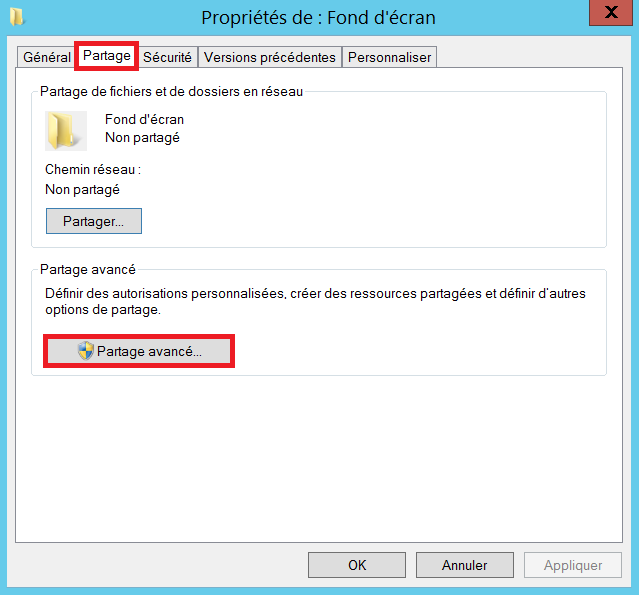 Propriétés de : Fond d'écran
X
Général
Partage
Sécurité
Versions précédentes
Personnaliser
Partage de fichiers et de dossiers en réseau
Fond d'écran
Non partagé
Chemin réseau :
Non partagé
Partager...
Partage avancé
Définir des autorisations personnalisées, créer des ressources partagées et définir d’autres
options de partage.
Partage avancé...
OK
Annuler
Appliquer